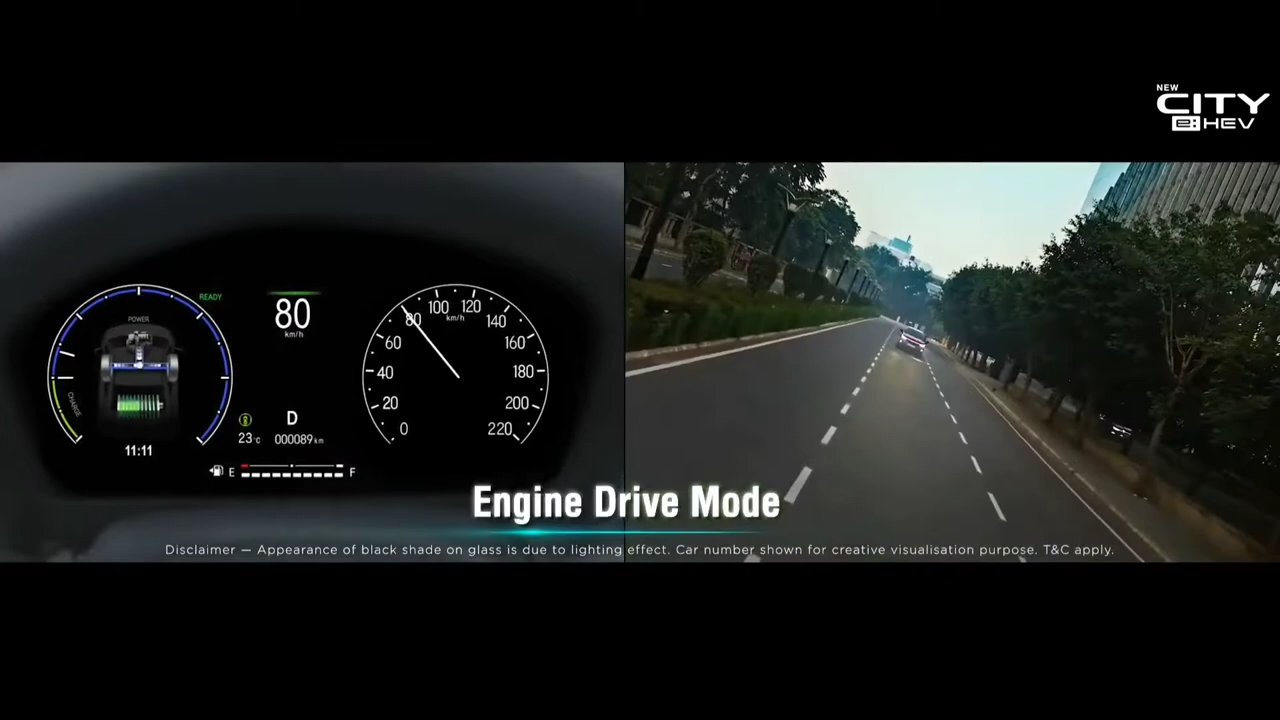 NEW
CITY
e:HEV
READY
POWER
CHARGE
11:11
80
km/h
D
23°C
000089 km
E
F
0
20
40
60
80
100
120
140
160
180
200
220
km/h
Engine Drive Mode
Disclaimer — Appearance of black shade on glass is due to lighting effect. Car number shown for creative visualisation purpose. T&C apply.